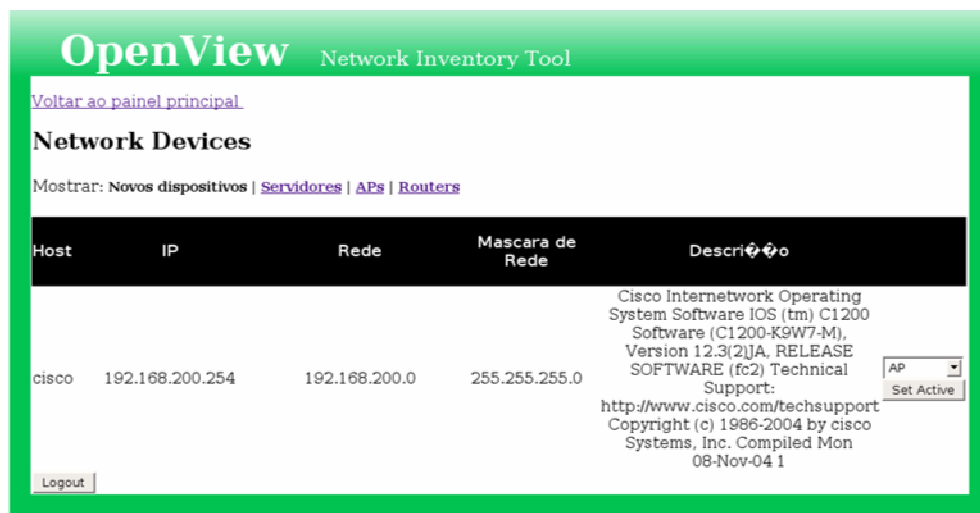 OpenView Network Inventory Tool
Voltar ao painel principal
Network Devices
Mostrar: Novos dispositivos | Servidores | APs | Routers
Host IP Rede Mascara de Rede Descri��o
cisco 192.168.200.254 192.168.200.0 255.255.255.0
Cisco Internetwork Operating
System Software IOS (tm) C1200
Software (C1200-K9W7-M),
Version 12.3(2)JA, RELEASE
SOFTWARE (fc2) Technical
Support:
http://www.cisco.com/techsupport
Copyright (c) 1986-2004 by cisco
Systems, Inc. Compiled Mon
08-Nov-04 1
AP
Set Active
Logout